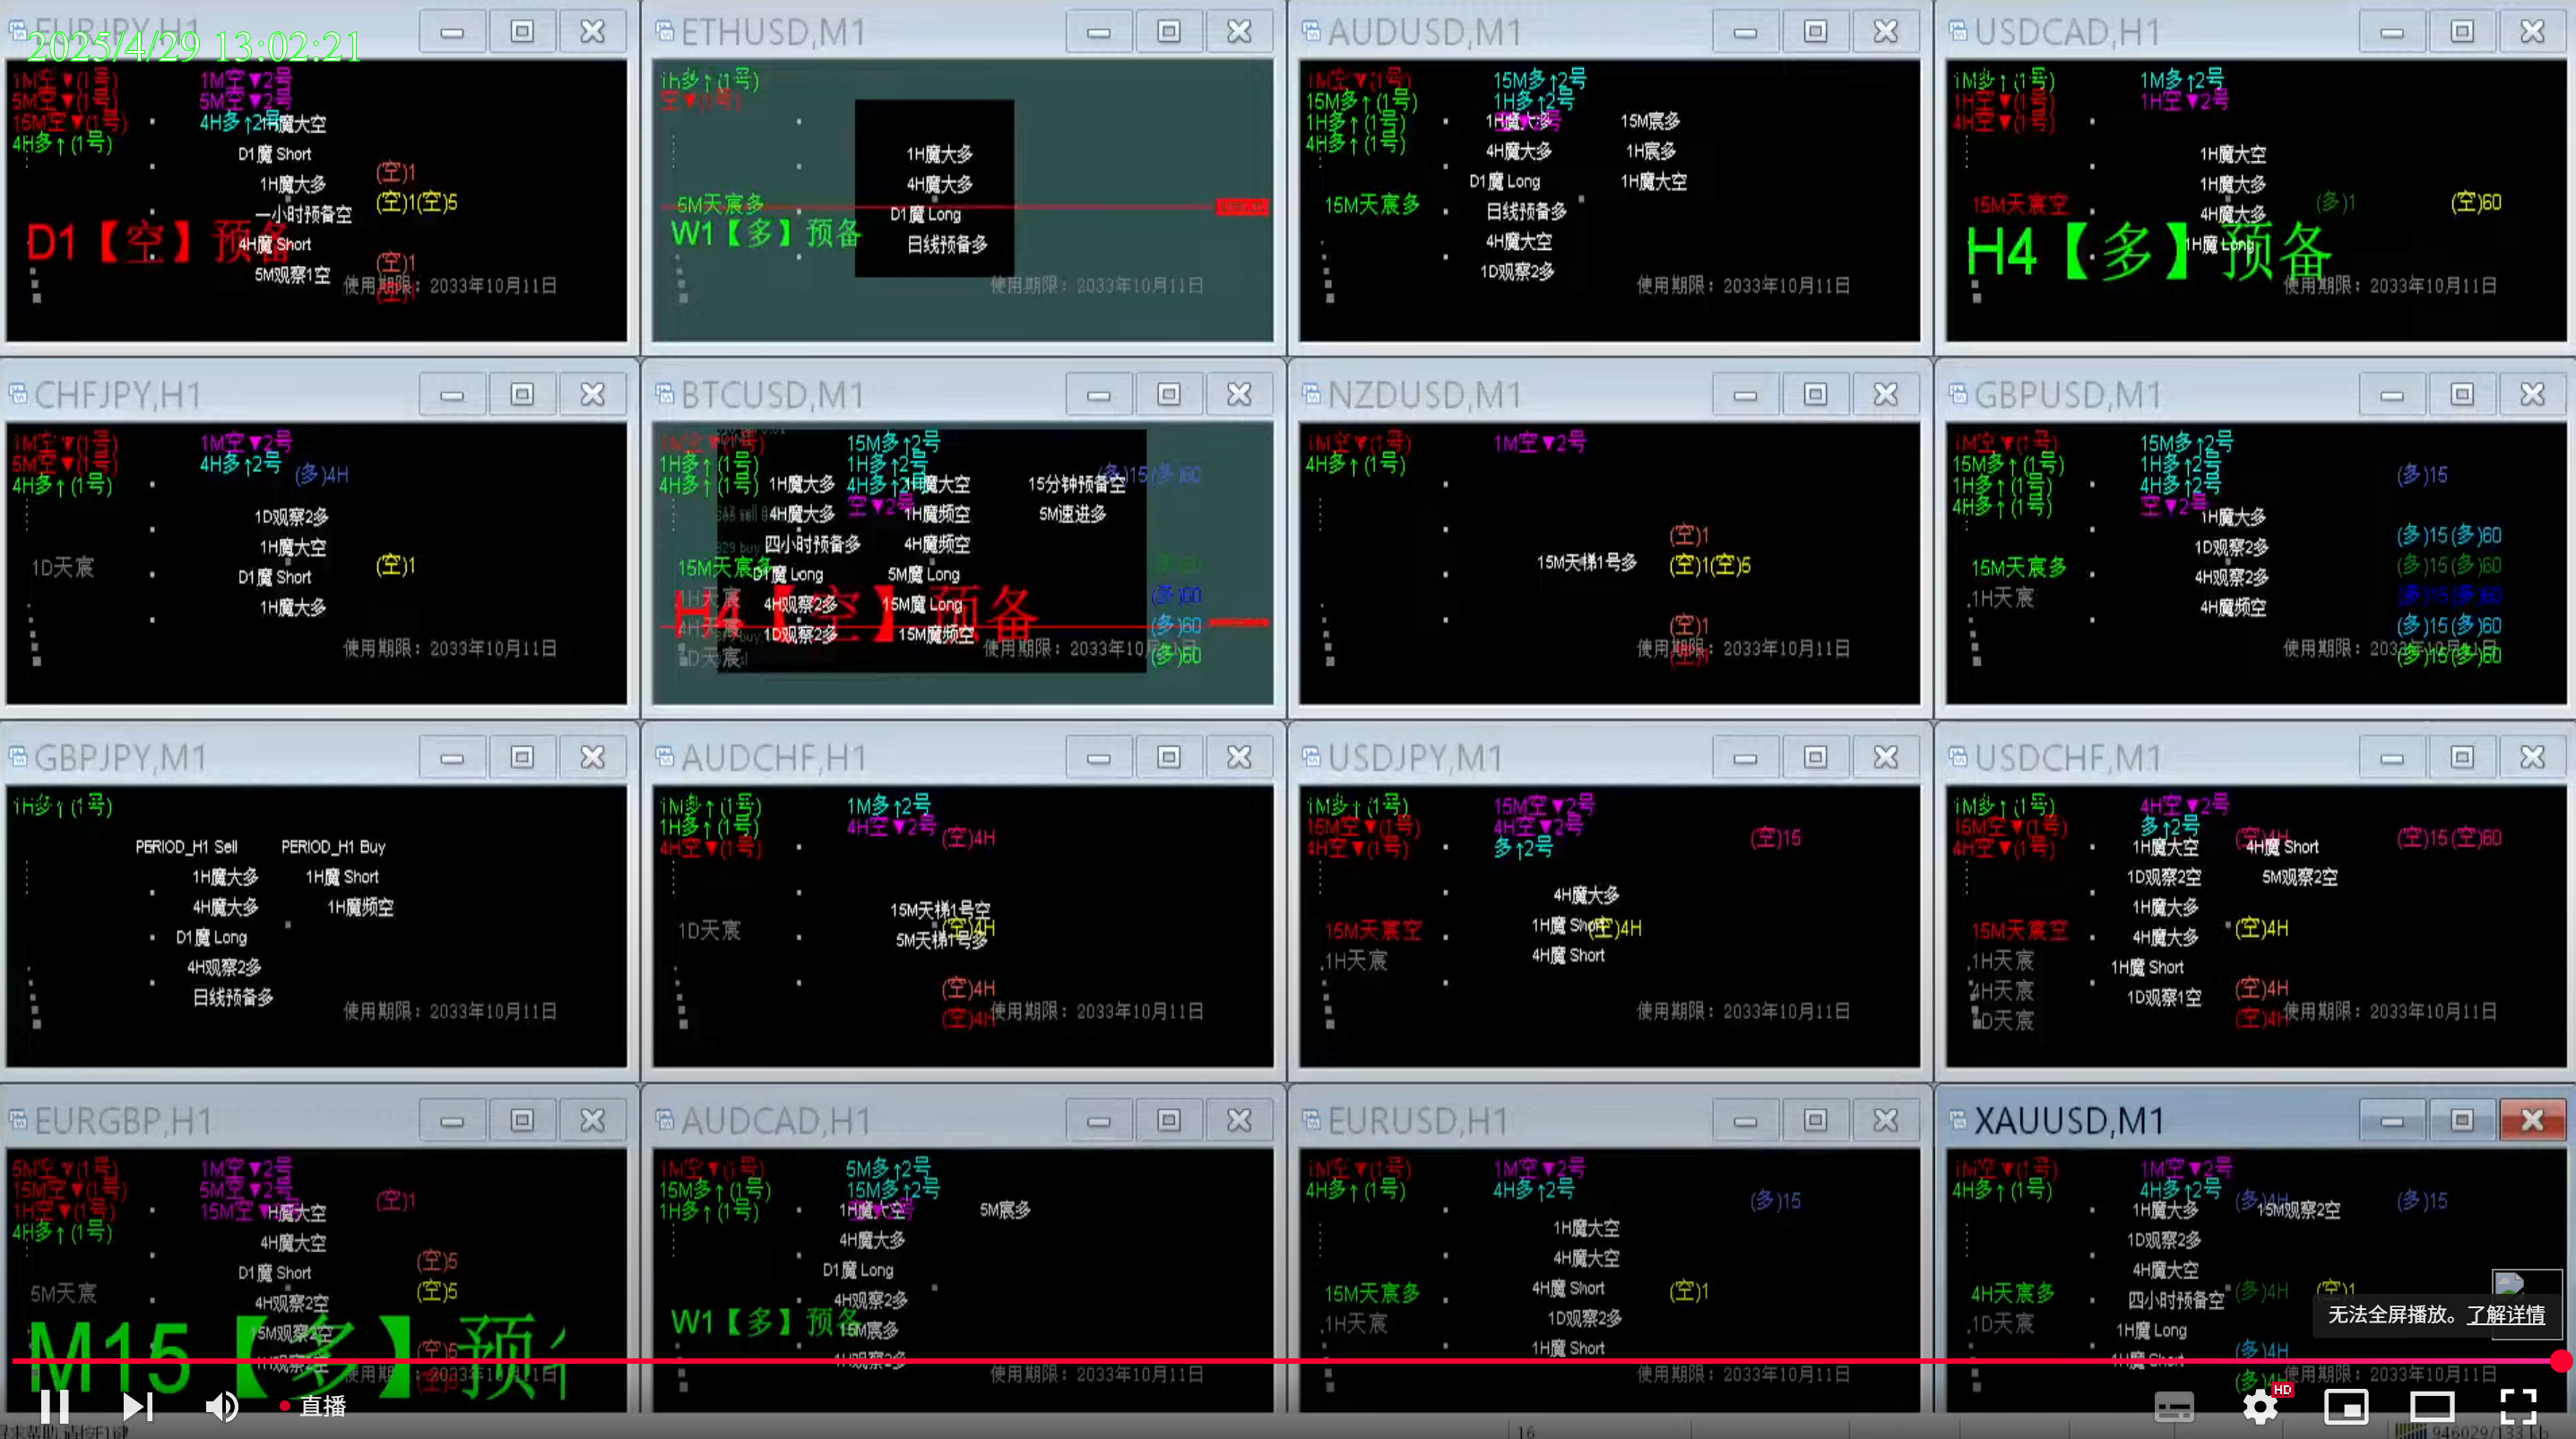 EURJPY,H1
2025/4/29 13:02:21
1M空▼(1号)
5M空▼(1号)
15M空▼(1号)
4H多↑(1号)
1M空▼2号
5M空▼2号
4H多↑2号
1H魔大空
D1魔 Short
1H魔大多
一小时预备空
4H魔 Short
5M观察1空
(空)1
(空)1(空)5
(空)1
D1【空】预备
使用期限：2033年10月11日
ETHUSD,M1
1h多↑(1号)
空▼(1号)
5M天宸多
W1【多】预备
1H魔大多
4H魔大多
D1魔 Long
日线预备多
使用期限：2033年10月11日
AUDUSD,M1
1M空▼(1号)
15M多↑(1号)
1H多↑(1号)
4H多↑(1号)
15M多↑2号
1H多↑2号
1H魔大多
4H魔大多
D1魔 Long
日线预备多
4H魔大空
1D观察2多
15M宸多
1H宸多
1H魔大空
15M天宸多
使用期限：2033年10月11日
USDCAD,H1
1M多↑(1号)
1H空▼(1号)
4H空▼(1号)
1M多↑2号
1H空▼2号
1H魔大空
1H魔大多
4H魔大多
1H魔 Long
(多)1
(空)60
15M天宸空
H4【多】预备
使用期限：2033年10月11日
CHFJPY,H1
1M空▼(1号)
5M空▼(1号)
4H多↑(1号)
1M空▼2号
4H多↑2号
(多)4H
1D观察2多
1H魔大空
D1魔 Short
1H魔大多
(空)1
1D天宸
使用期限：2033年10月11日
BTCUSD,M1
1M空▼(1号)
1H多↑(1号)
4H多↑(1号)
15M多↑2号
1H多↑2号
4H多↑2号
空▼2号
1H魔大多
4H魔大多
四小时预备多
D1魔 Long
4H观察2多
1D观察2多
1H魔大空
1H魔频空
4H魔频空
5M魔 Long
15M魔 Long
15M魔频空
15分钟预备空
5M速进多
(多)15(多)60
(多)60
(多)60
(多)60
(多)60
15M天宸多
1H天宸
4H天宸
1D天宸
H4【空】预备
使用期限：2033年10月11日
NZDUSD,M1
1M空▼(1号)
4H多↑(1号)
1M空▼2号
15M天梯1号多
(空)1
(空)1(空)5
(空)1
使用期限：2033年10月11日
GBPUSD,M1
1M空▼(1号)
15M多↑(1号)
1H多↑(1号)
4H多↑(1号)
15M多↑2号
1H多↑2号
4H多↑2号
空▼2号
1H魔大多
1D观察2多
4H观察2多
4H魔频空
(多)15
(多)15(多)60
(多)15(多)60
(多)15(多)60
(多)15(多)60
(多)15(多)60
15M天宸多
1H天宸
使用期限：2033年10月11日
GBPJPY,M1
1H多↑(1号)
PERIOD_H1 Sell
1H魔大多
4H魔大多
D1魔 Long
4H观察2多
日线预备多
PERIOD_H1 Buy
1H魔 Short
1H魔频空
使用期限：2033年10月11日
AUDCHF,H1
1M多↑(1号)
1H多↑(1号)
4H空▼(1号)
1M多↑2号
4H空▼2号
(空)4H
15M天梯1号空
(空)4H
5M天梯1号多
(空)4H
(空)4H
1D天宸
使用期限：2033年10月11日
USDJPY,M1
1M多↑(1号)
15M空▼(1号)
4H空▼(1号)
15M空▼2号
4H空▼2号
多↑2号
(空)15
4H魔大多
1H魔 Short
(空)4H
4H魔 Short
15M天宸空
1H天宸
使用期限：2033年10月11日
USDCHF,M1
1M多↑(1号)
15M空▼(1号)
4H空▼(1号)
4H空▼2号
多↑2号
1H魔大空
1D观察2空
1H魔大多
4H魔大多
1H魔 Short
1D观察1空
(空)4H
4H魔 Short
5M观察2空
(空)15(空)60
(空)4H
(空)4H
(空)4H
15M天宸空
1H天宸
4H天宸
1D天宸
使用期限：2033年10月11日
EURGBP,H1
5M空▼(1号)
15M空▼(1号)
1H空▼(1号)
4H多↑(1号)
1M空▼2号
5M空▼2号
15M空▼2号
1H魔大空
4H魔大空
D1魔 Short
4H观察2空
15M观察2空
1H观察2空
(空)1
(空)5
(空)5
(空)5
5M天宸
M15【多】预
使用期限：2033年10月11日
AUDCAD,H1
1M空▼(1号)
15M多↑(1号)
1H多↑(1号)
5M多↑2号
15M多↑2号
1H魔大空
4H魔大多
D1魔 Long
4H观察2多
15M宸多
1H观察2多
5M宸多
W1【多】预备
使用期限：2033年10月11日
EURUSD,H1
1M空▼(1号)
4H多↑(1号)
1M空▼2号
4H多↑2号
(多)15
1H魔大空
4H魔大空
4H魔 Short
1D观察2多
1H魔 Short
(空)1
15M天宸多
1H天宸
使用期限：2033年10月11日
XAUUSD,M1
1M空▼(1号)
4H多↑(1号)
1M空▼2号
4H多↑2号
1H魔大多
1D观察2多
4H魔大空
四小时预备空
1H魔 Long
1H魔 Short
(多)4H
15M观察2空
(多)15
(多)4H
(空)1
(多)4H
(多)4H
4H天宸多
1D天宸
使用期限：2033年10月11日
无法全屏播放。了解详情
直播
HD
16
946029/133 kb